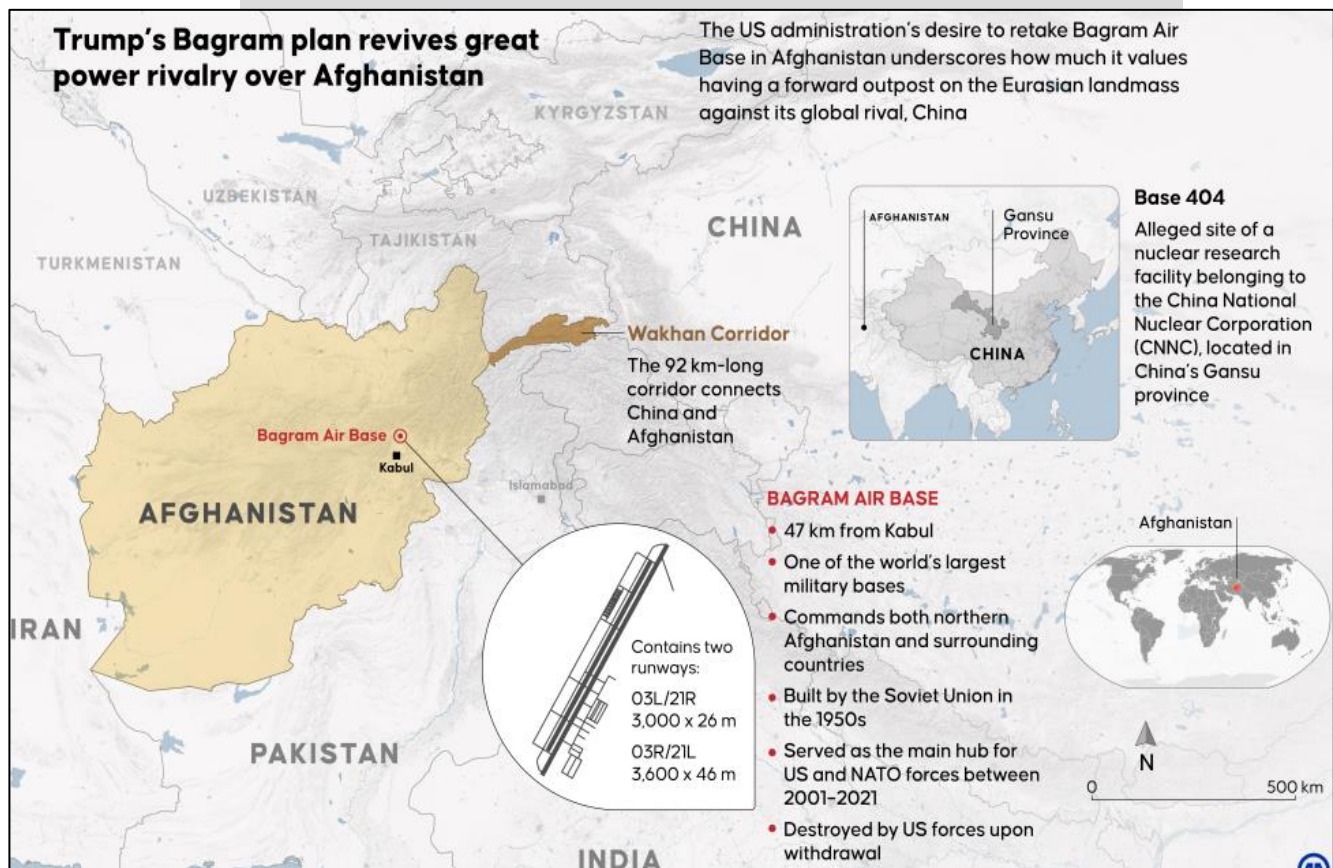 Trump's Bagram plan revives great
power rivalry over Afghanistan
The US administration's desire to retake Bagram Air
Base in Afghanistan underscores how much it values
having a forward outpost on the Eurasian landmass
against its global rival, China
KYRGYZSTAN
UZBEKISTAN
TAJIKISTAN
TURKMENISTAN
CHINA
AFGHANISTAN
Gansu
Province
CHINA
Base 404
Alleged site of a
nuclear research
facility belonging to
the China National
Nuclear Corporation
(CNNC), located in
China's Gansu
province
Wakhan Corridor
The 92 km-long
corridor connects
China and
Afghanistan
Bagram Air Base
Kabul
Islamabad
AFGHANISTAN
IRAN
PAKISTAN
INDIA
Contains two
runways:
03L/21R
3,000 x 26 m
03R/21L
3,600 x 46 m
BAGRAM AIR BASE
• 47 km from Kabul
• One of the world's largest
military bases
• Commands both northern
Afghanistan and surrounding
countries
• Built by the Soviet Union in
the 1950s
• Served as the main hub for
US and NATO forces between
2001-2021
• Destroyed by US forces upon
withdrawal
Afghanistan
N
0 500 km